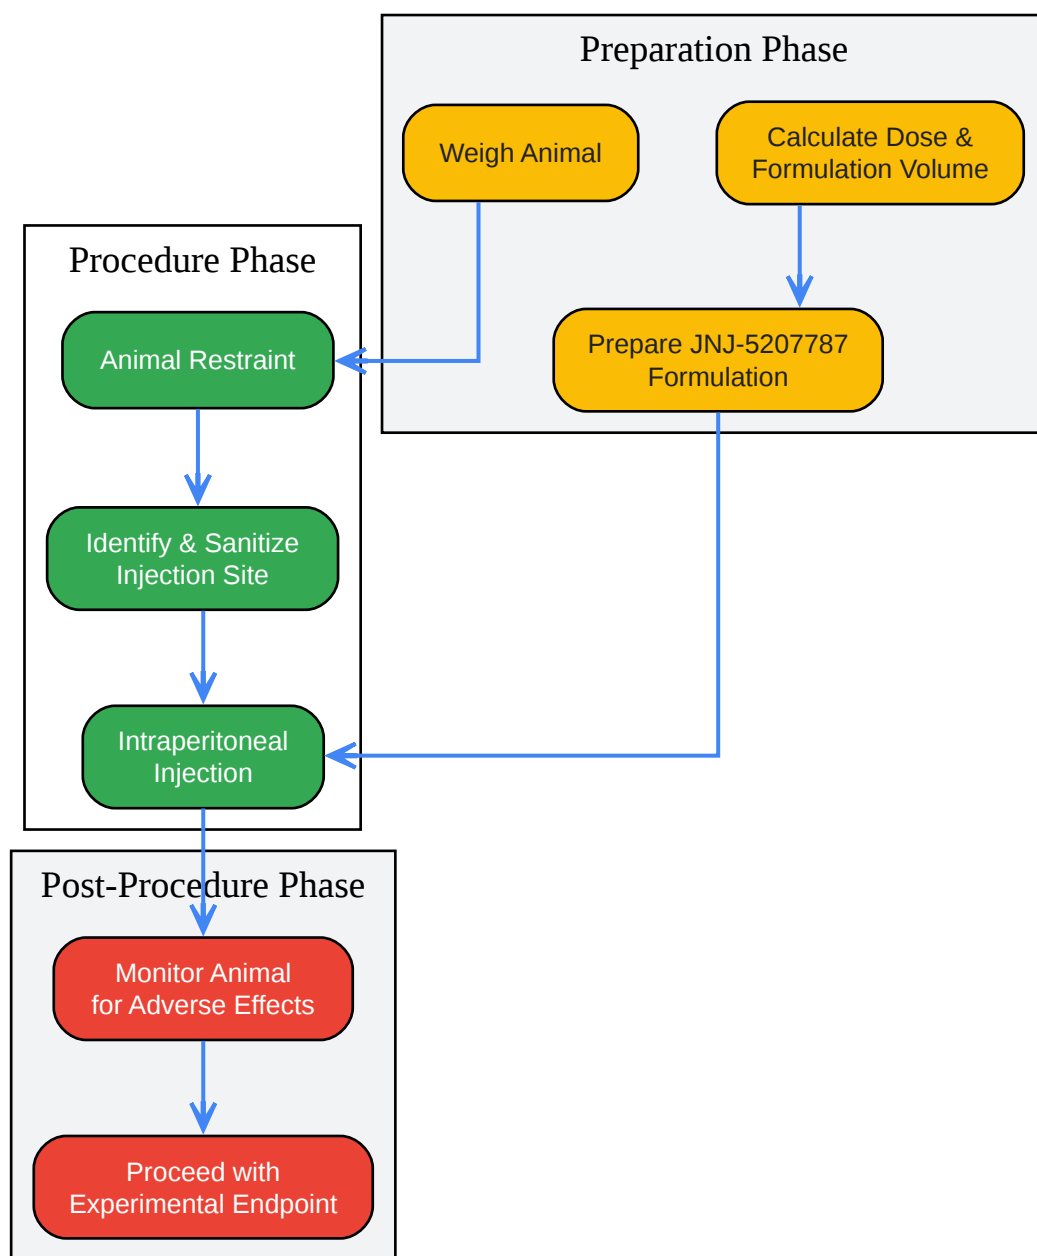 Preparation Phase
Weigh Animal
Calculate Dose &
Formulation Volume
Prepare JNJ-5207787
Formulation
Procedure Phase
Animal Restraint
Identify & Sanitize
Injection Site
Intraperitoneal
Injection
Post-Procedure Phase
Monitor Animal
for Adverse Effects
Proceed with
Experimental Endpoint